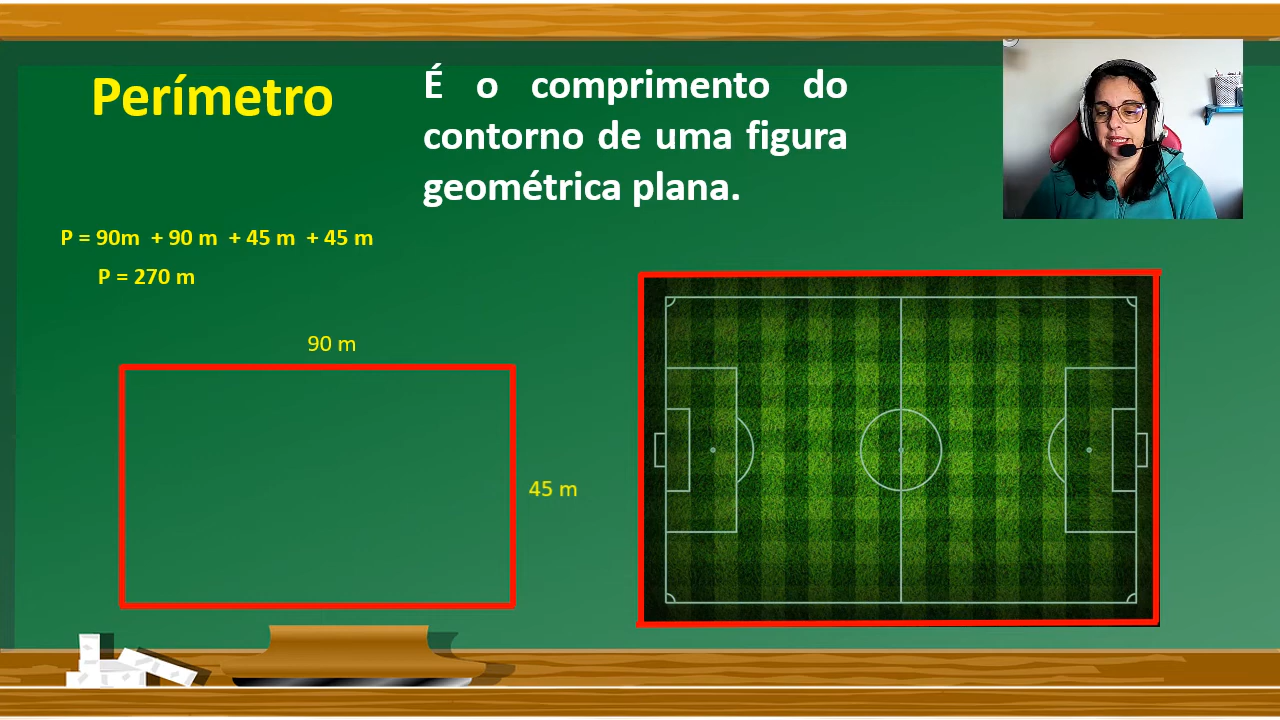 Perímetro
É o comprimento do
contorno de uma figura
geométrica plana.
P = 90m + 90 m + 45 m + 45 m
P = 270 m
90 m
45 m